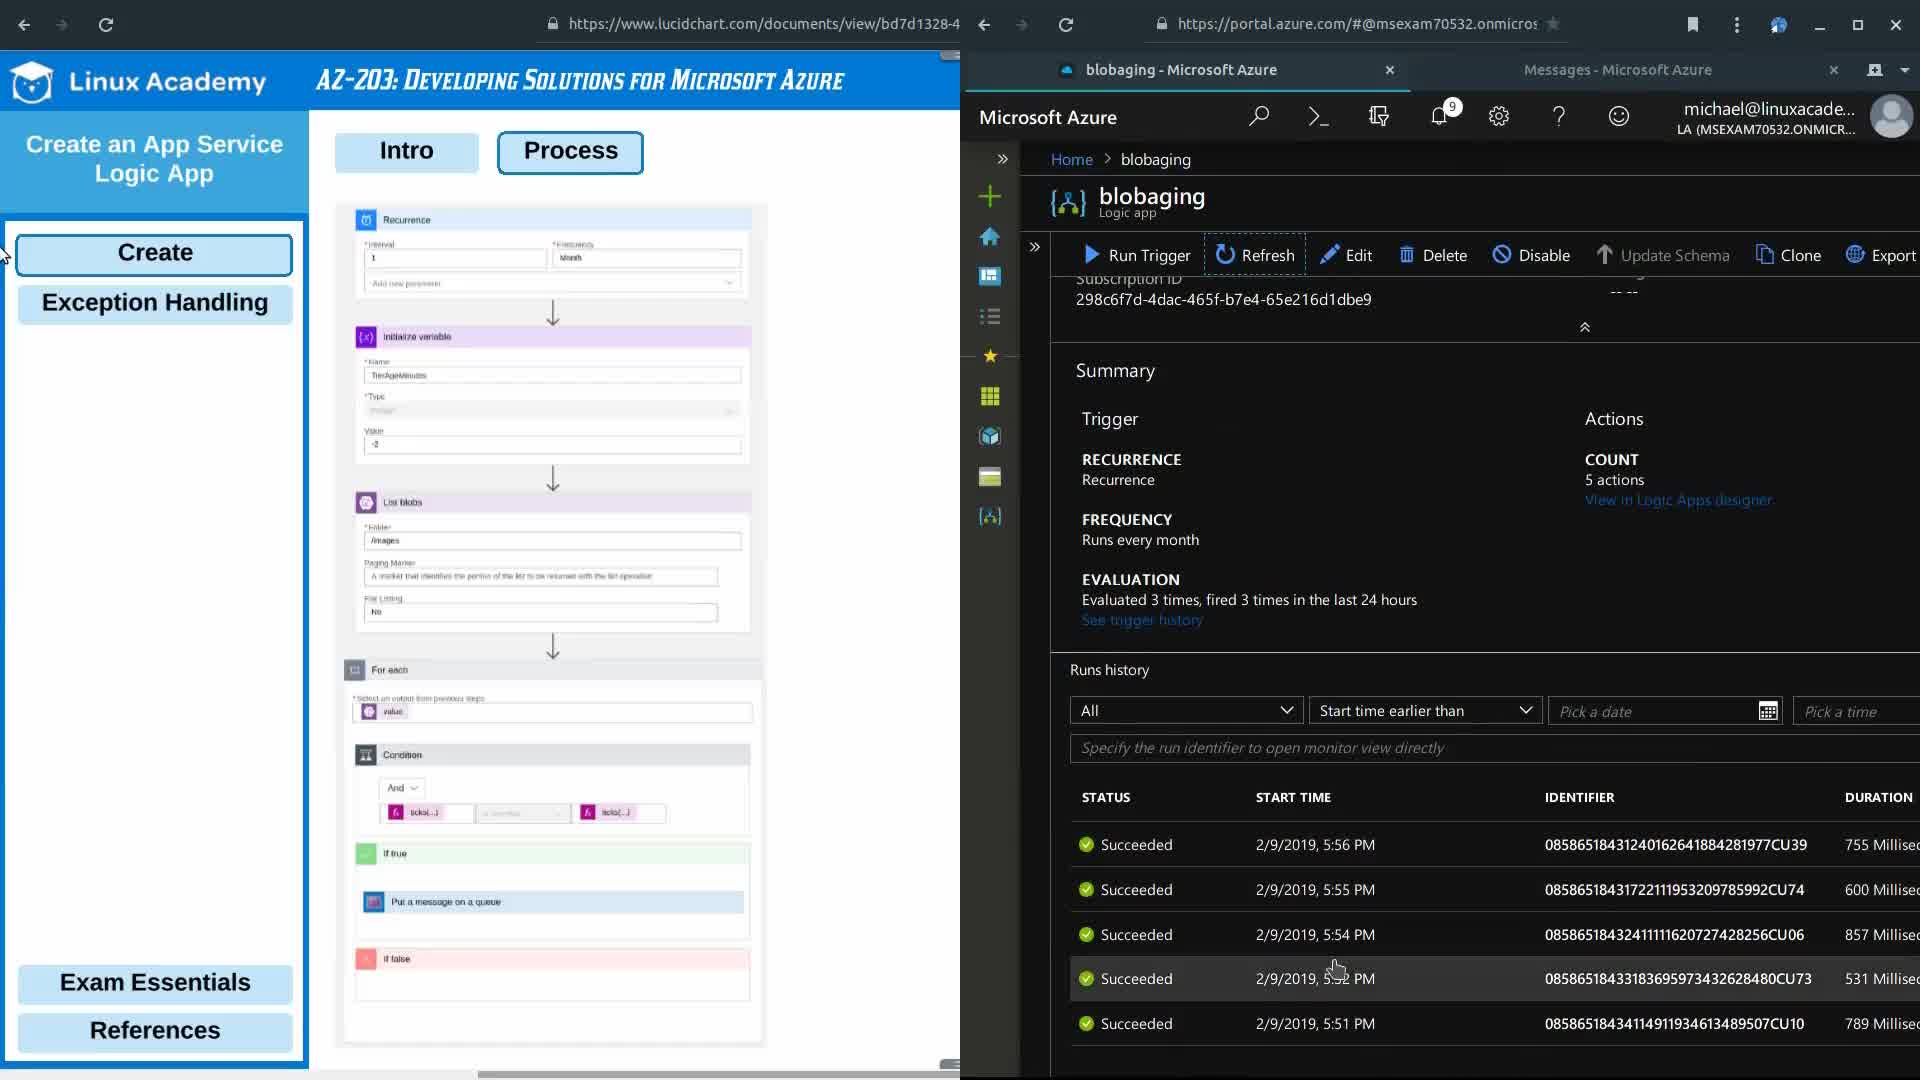 https://www.lucidchart.com/documents/view/bd7d1328-4
Linux Academy
AZ-203: Developing Solutions for Microsoft Azure
Create an App Service
Logic App
Create
Exception Handling
Exam Essentials
References
Intro
Process
Recurrence
* Interval
* Frequency
1
Month
Add new parameter
Initialize variable
* Name
TierAgeMinutes
* Type
Value
-2
List blobs
* Folder
/images
Paging Marker
A marker that identifies the portion of the list to be returned with the list operation
Flat Listing
No
For each
* Select an output from previous steps
value
Condition
And
ticks(...)
ticks(...)
If true
Put a message on a queue
If false
https://portal.azure.com/#@msexam70532.onmicros
blobaging - Microsoft Azure
Messages - Microsoft Azure
Microsoft Azure
9
michael@linuxacade...
LA (MSEXAM70532.ONMICR...
Home > blobaging
blobaging
Logic app
Run Trigger
Refresh
Edit
Delete
Disable
Update Schema
Clone
Export
Subscription ID
298c6f7d-4dac-465f-b7e4-65e216d1dbe9
-- --
Summary
Trigger
Actions
RECURRENCE
Recurrence
COUNT
5 actions
View in Logic Apps designer
FREQUENCY
Runs every month
EVALUATION
Evaluated 3 times, fired 3 times in the last 24 hours
See trigger history
Runs history
All
Start time earlier than
Pick a date
Pick a time
Specify the run identifier to open monitor view directly
STATUS START TIME IDENTIFIER DURATION
Succeeded 2/9/2019, 5:56 PM 08586518431240162641884281977CU39 755 Millisec
Succeeded 2/9/2019, 5:55 PM 08586518431722111953209785992CU74 600 Millisec
Succeeded 2/9/2019, 5:54 PM 08586518432411111620727428256CU06 857 Millisec
Succeeded 2/9/2019, 5:52 PM 08586518433183695973432628480CU73 531 Millisec
Succeeded 2/9/2019, 5:51 PM 08586518434114911934613489507CU10 789 Millisec